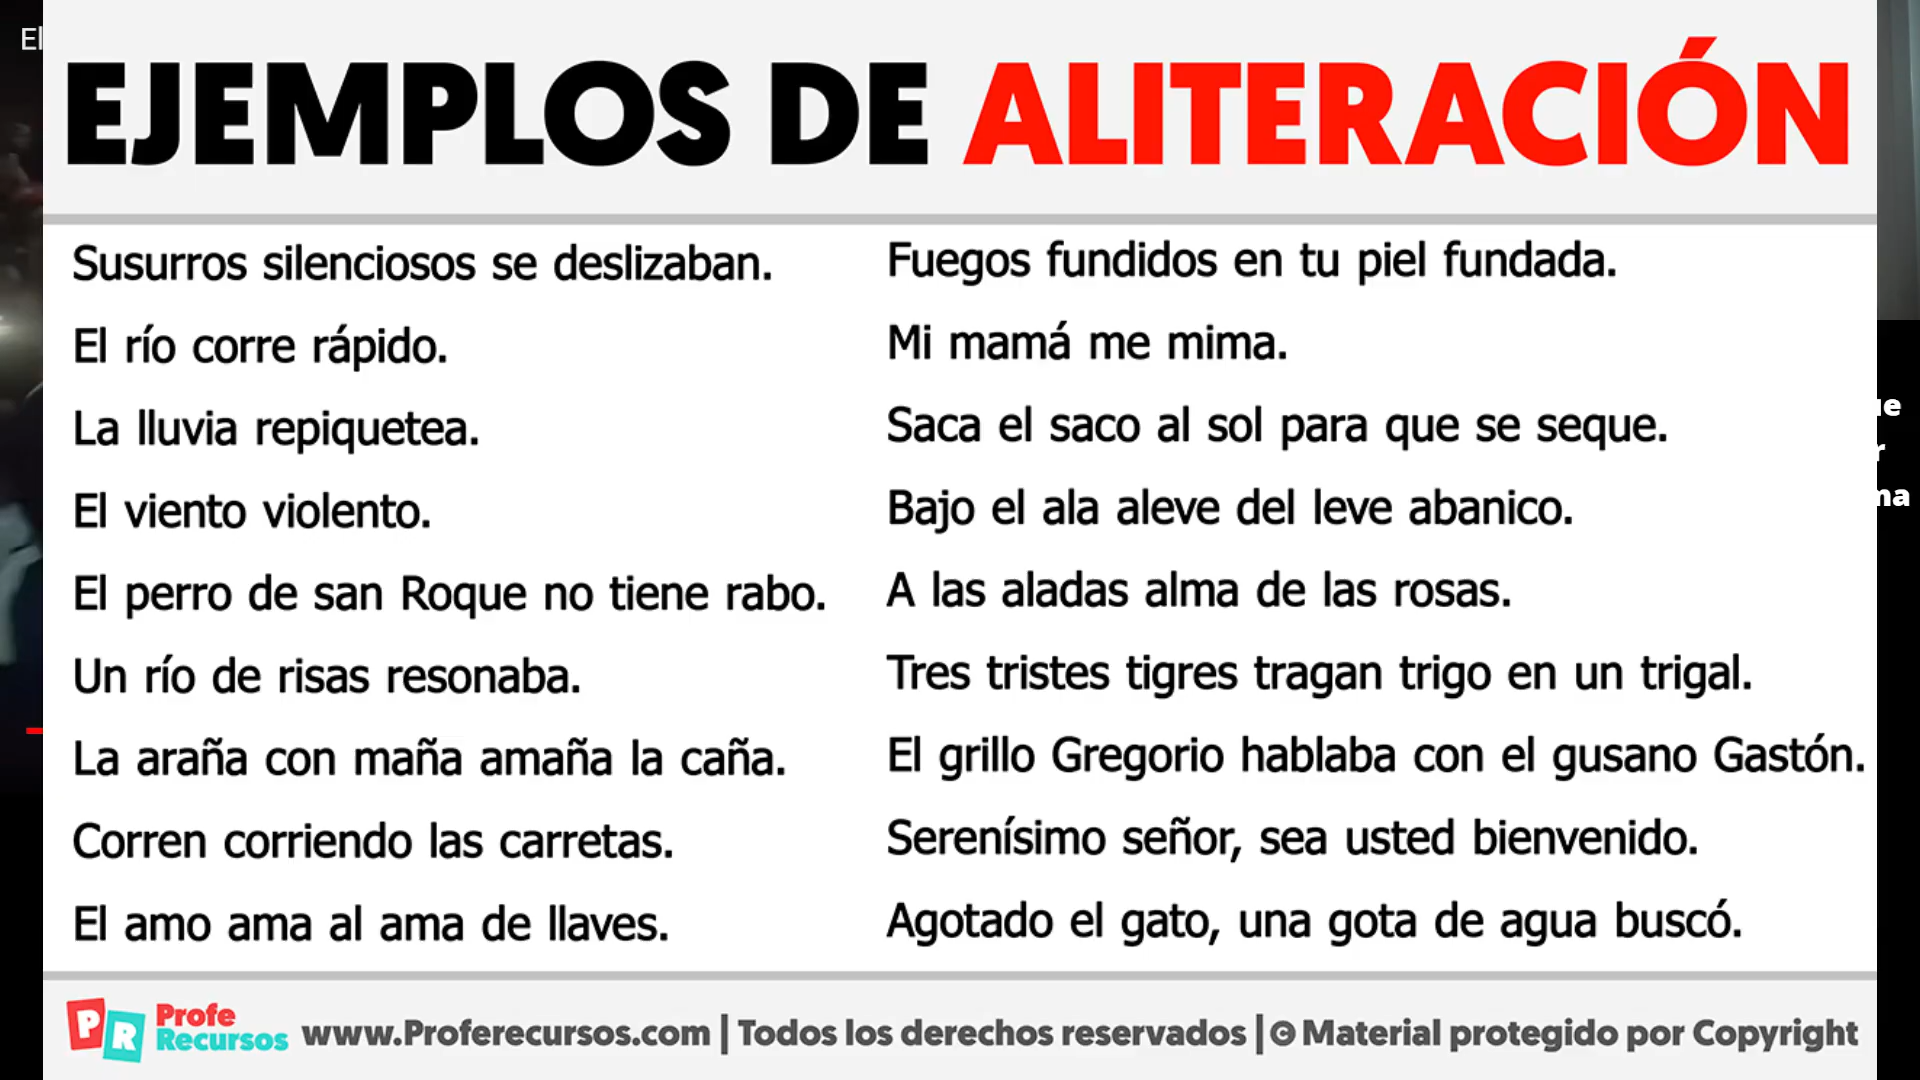 El
EJEMPLOS DE ALITERACIÓN
Susurros silenciosos se deslizaban.
El río corre rápido.
La lluvia repiquetea.
El viento violento.
El perro de san Roque no tiene rabo.
Un río de risas resonaba.
La araña con maña amaña la caña.
Corren corriendo las carretas.
El amo ama al ama de llaves.
Fuegos fundidos en tu piel fundada.
Mi mamá me mima.
Saca el saco al sol para que se seque.
Bajo el ala aleve del leve abanico.
A las aladas alma de las rosas.
Tres tristes tigres tragan trigo en un trigal.
El grillo Gregorio hablaba con el gusano Gastón.
Serenísimo señor, sea usted bienvenido.
Agotado el gato, una gota de agua buscó.
PR Profe
Recursos
www.Proferecursos.com | Todos los derechos reservados | © Material protegido por Copyright